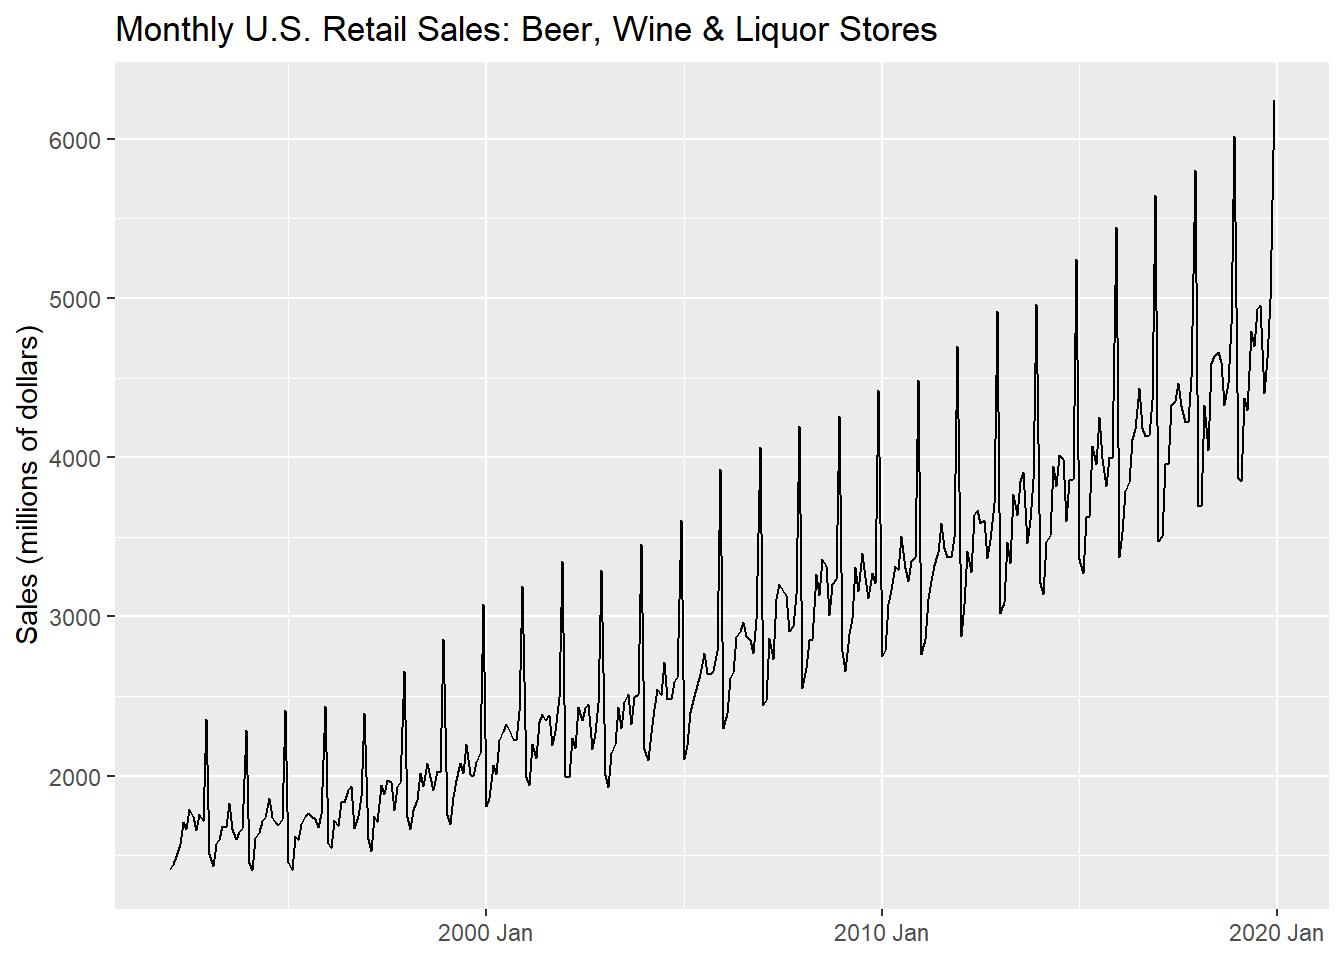 Monthly U.S. Retail Sales: Beer, Wine & Liquor Stores
Sales (millions of dollars)
6000
5000
4000
3000
2000
2000 Jan
2010 Jan
2020 Jan